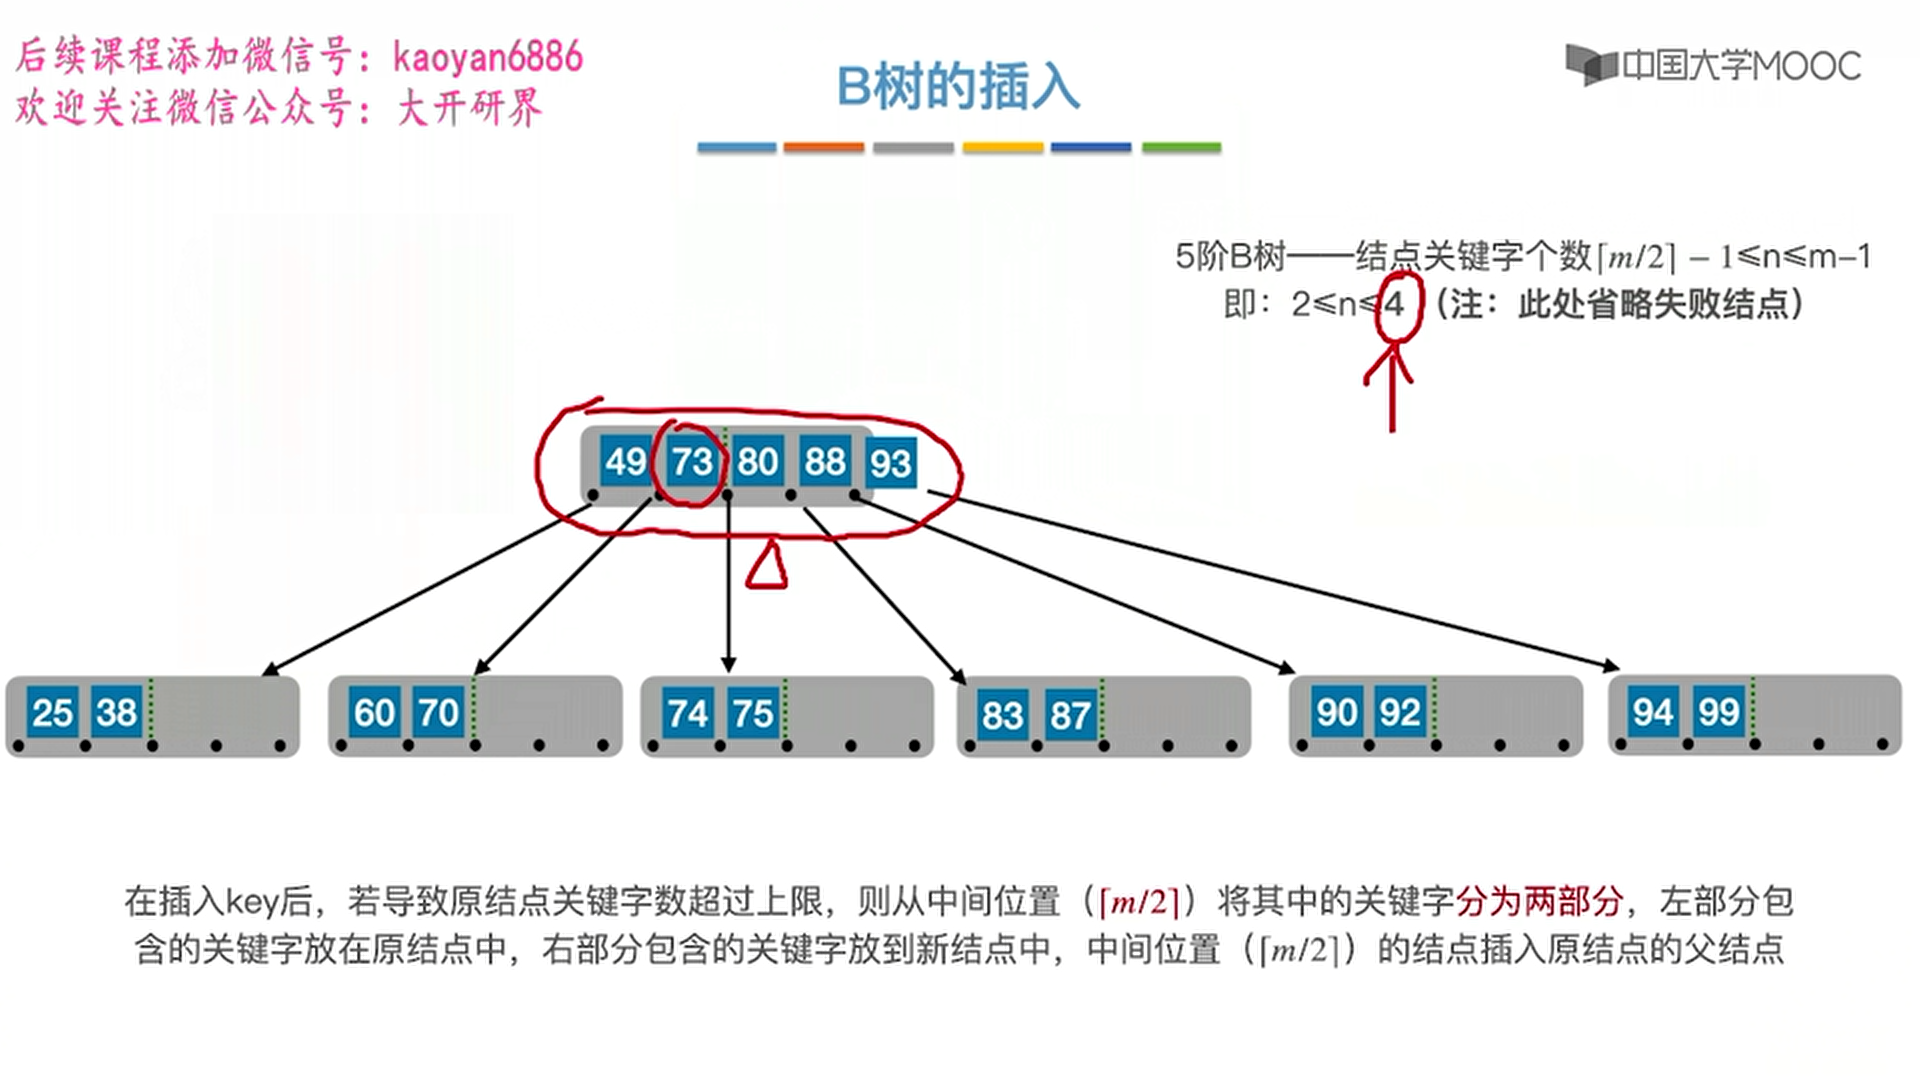 后续课程添加微信号：kaoyan6886
欢迎关注微信公众号：大开研界
中国大学MOOC
B树的插入
5阶B树——结点关键字个数⌈m/2⌉ – 1≤n≤m–1
即：2≤n≤4（注：此处省略失败结点）
49 73 80 88 93
25 38 60 70 74 75 83 87 90 92 94 99
在插入key后，若导致原结点关键字数超过上限，则从中间位置（⌈m/2⌉）将其中的关键字分为两部分，左部分包
含的关键字放在原结点中，右部分包含的关键字放到新结点中，中间位置（⌈m/2⌉）的结点插入原结点的父结点